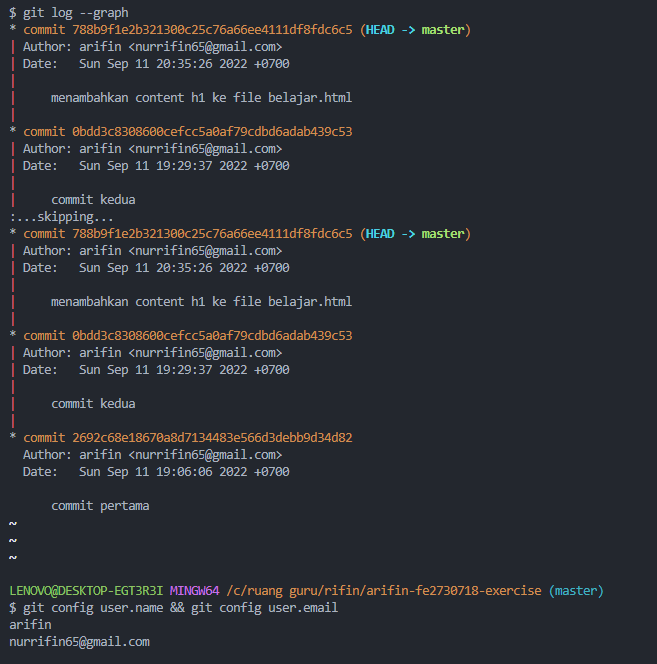 $ git log --graph
* commit 788b9f1e2b321300c25c76a66ee4111df8fdc6c5 (HEAD -> master)
| Author: arifin <nurrifin65@gmail.com>
| Date:   Sun Sep 11 20:35:26 2022 +0700
|
|     menambahkan content h1 ke file belajar.html
|
* commit 0bdd3c8308600cefcc5a0af79cdbd6adab439c53
| Author: arifin <nurrifin65@gmail.com>
| Date:   Sun Sep 11 19:29:37 2022 +0700
|
|     commit kedua
:...skipping...
* commit 788b9f1e2b321300c25c76a66ee4111df8fdc6c5 (HEAD -> master)
| Author: arifin <nurrifin65@gmail.com>
| Date:   Sun Sep 11 20:35:26 2022 +0700
|
|     menambahkan content h1 ke file belajar.html
|
* commit 0bdd3c8308600cefcc5a0af79cdbd6adab439c53
| Author: arifin <nurrifin65@gmail.com>
| Date:   Sun Sep 11 19:29:37 2022 +0700
|
|     commit kedua
|
* commit 2692c68e18670a8d7134483e566d3debb9d34d82
  Author: arifin <nurrifin65@gmail.com>
  Date:   Sun Sep 11 19:06:06 2022 +0700

      commit pertama
~
~
~

LENOVO@DESKTOP-EGT3R3I MINGW64 /c/ruang guru/rifin/arifin-fe2730718-exercise (master)
$ git config user.name && git config user.email
arifin
nurrifin65@gmail.com